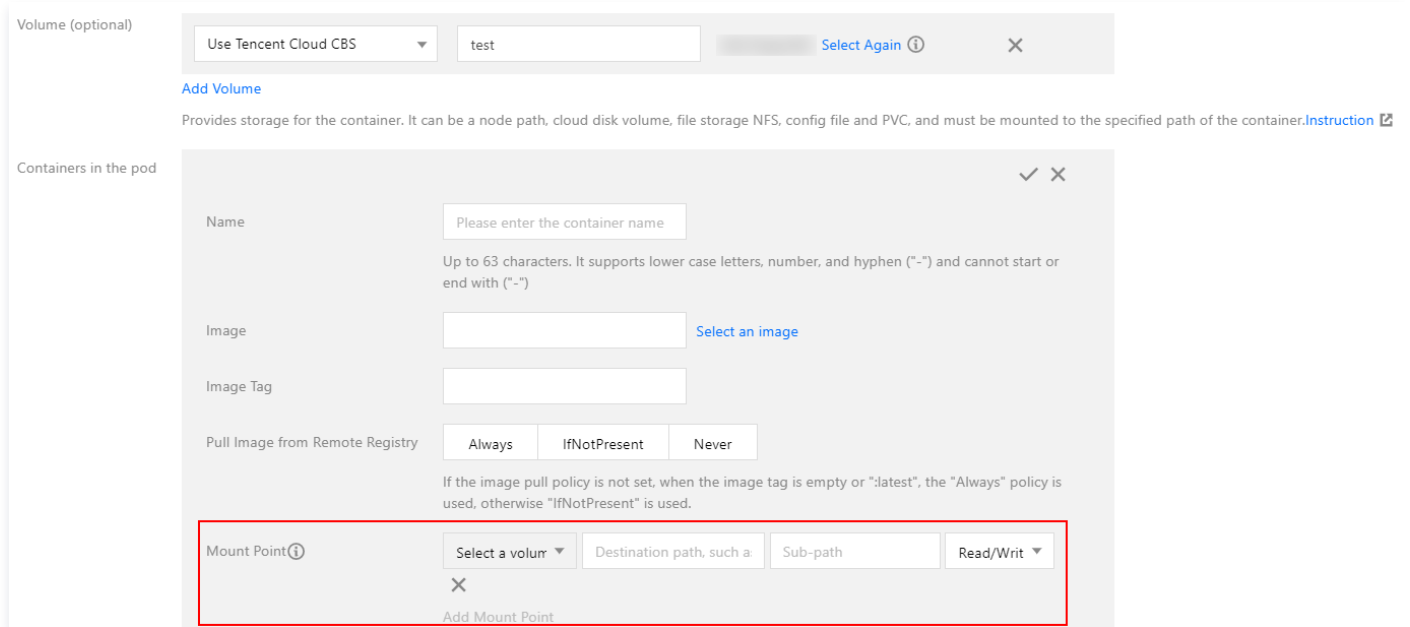 Volume (optional)
Use Tencent Cloud CBS
test
Select Again
Add Volume
Provides storage for the container. It can be a node path, cloud disk volume, file storage NFS, config file and PVC, and must be mounted to the specified path of the container.Instruction
Containers in the pod
Name
Please enter the container name
Up to 63 characters. It supports lower case letters, number, and hyphen ("-") and cannot start or
end with ("-")
Image
Select an image
Image Tag
Pull Image from Remote Registry
Always
IfNotPresent
Never
If the image pull policy is not set, when the image tag is empty or ":latest", the "Always" policy is
used, otherwise "IfNotPresent" is used.
Mount Point
Select a volum
Destination path, such a
Sub-path
Read/Writ
Add Mount Point